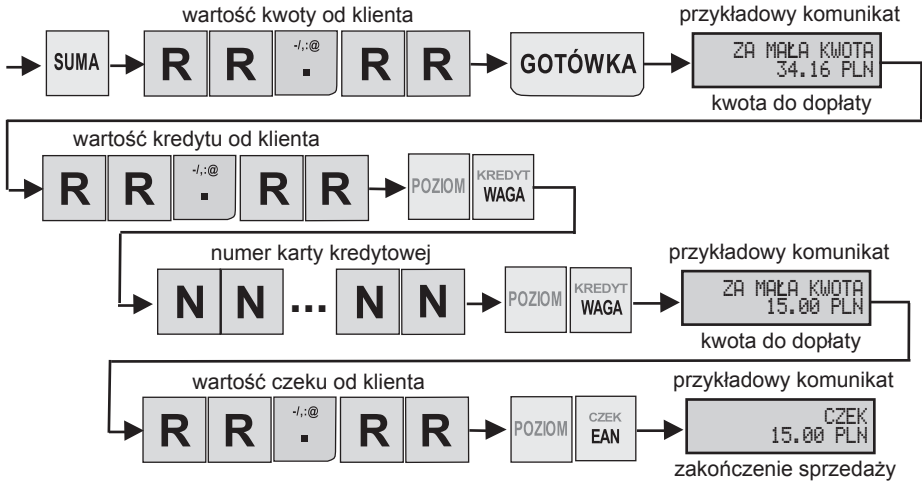 wartość kwoty od klienta
przykładowy komunikat
SUMA
R R -/,:@ . R R
GOTÓWKA
ZA MAŁA KWOTA
34.16 PLN
kwota do dopłaty
wartość kredytu od klienta
R R -/,:@ . R R
POZIOM
KREDYT
WAGA
numer karty kredytowej
przykładowy komunikat
N N ... N N
POZIOM
KREDYT
WAGA
ZA MAŁA KWOTA
15.00 PLN
kwota do dopłaty
wartość czeku od klienta
przykładowy komunikat
R R -/,:@ . R R
POZIOM
CZEK
EAN
CZEK
15.00 PLN
zakończenie sprzedaży